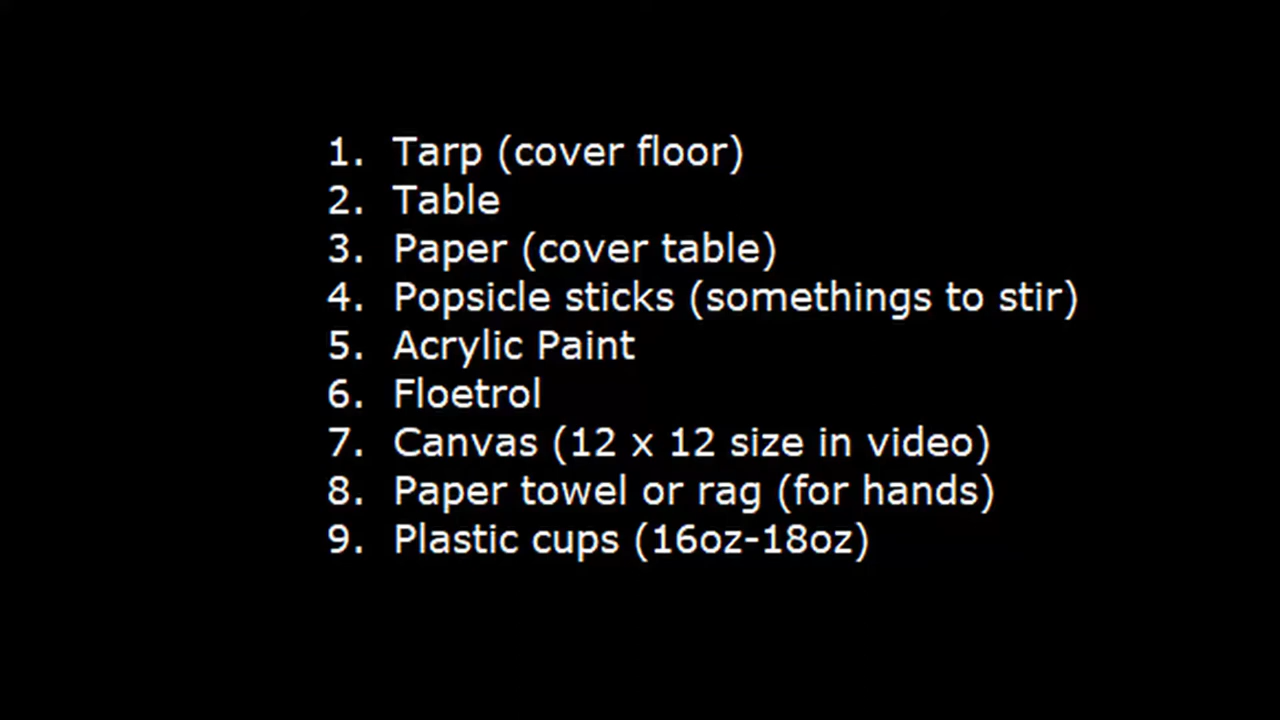 1. Tarp (cover floor)
2. Table
3. Paper (cover table)
4. Popsicle sticks (somethings to stir)
5. Acrylic Paint
6. Floetrol
7. Canvas (12 x 12 size in video)
8. Paper towel or rag (for hands)
9. Plastic cups (16oz-18oz)